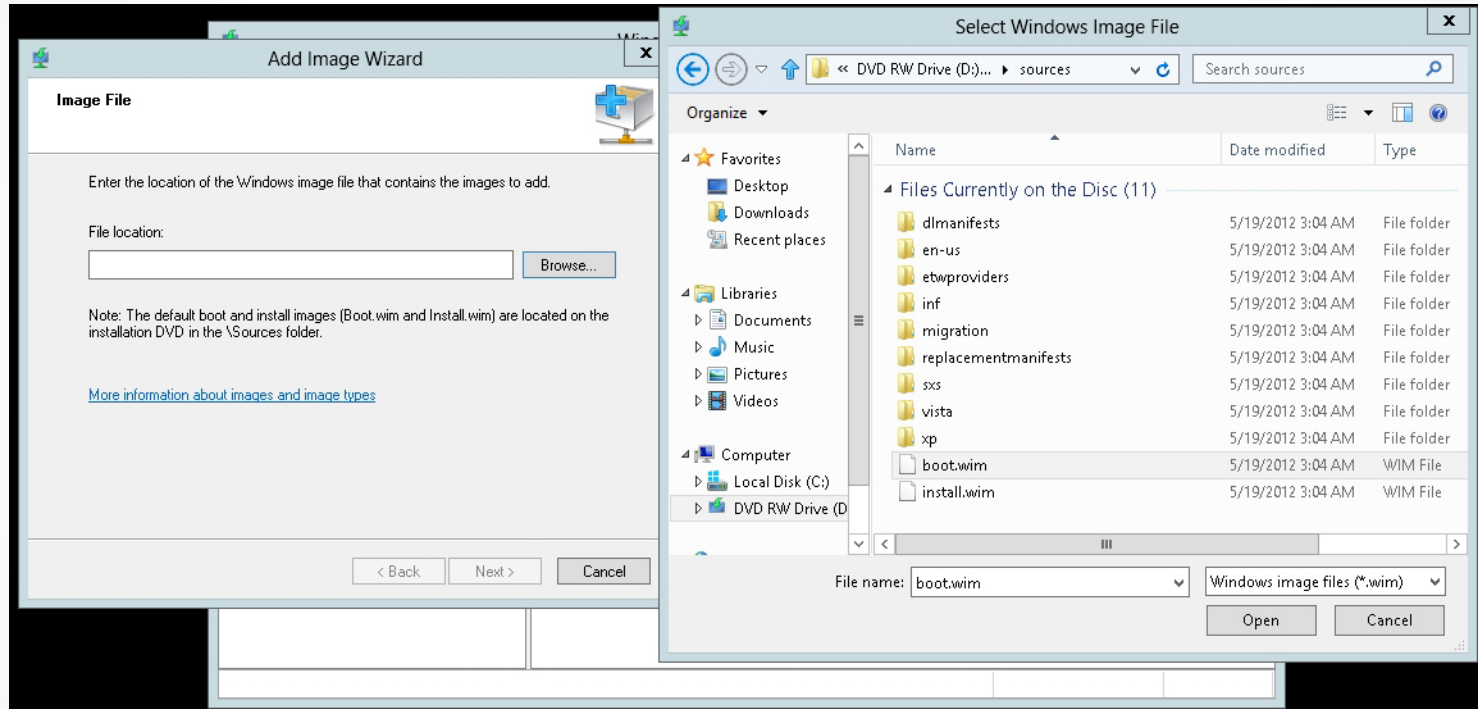 Wind
Add Image Wizard
x
Image File
Enter the location of the Windows image file that contains the images to add.
File location:
Browse...
Note: The default boot and install images (Boot.wim and Install.wim) are located on the
installation DVD in the \Sources folder.
More information about images and image types
< Back
Next >
Cancel
Select Windows Image File
x
« DVD RW Drive (D:)... sources
Search sources
Organize
Name Date modified Type
Favorites
Desktop
Downloads
Recent places
Libraries
Documents
Music
Pictures
Videos
Computer
Local Disk (C:)
DVD RW Drive (D
Files Currently on the Disc (11)
dlmanifests 5/19/2012 3:04 AM File folder
en-us 5/19/2012 3:04 AM File folder
etwproviders 5/19/2012 3:04 AM File folder
inf 5/19/2012 3:04 AM File folder
migration 5/19/2012 3:04 AM File folder
replacementmanifests 5/19/2012 3:04 AM File folder
sxs 5/19/2012 3:04 AM File folder
vista 5/19/2012 3:04 AM File folder
xp 5/19/2012 3:04 AM File folder
boot.wim 5/19/2012 3:04 AM WIM File
install.wim 5/19/2012 3:04 AM WIM File
File name: boot.wim
Windows image files (*.wim)
Open
Cancel